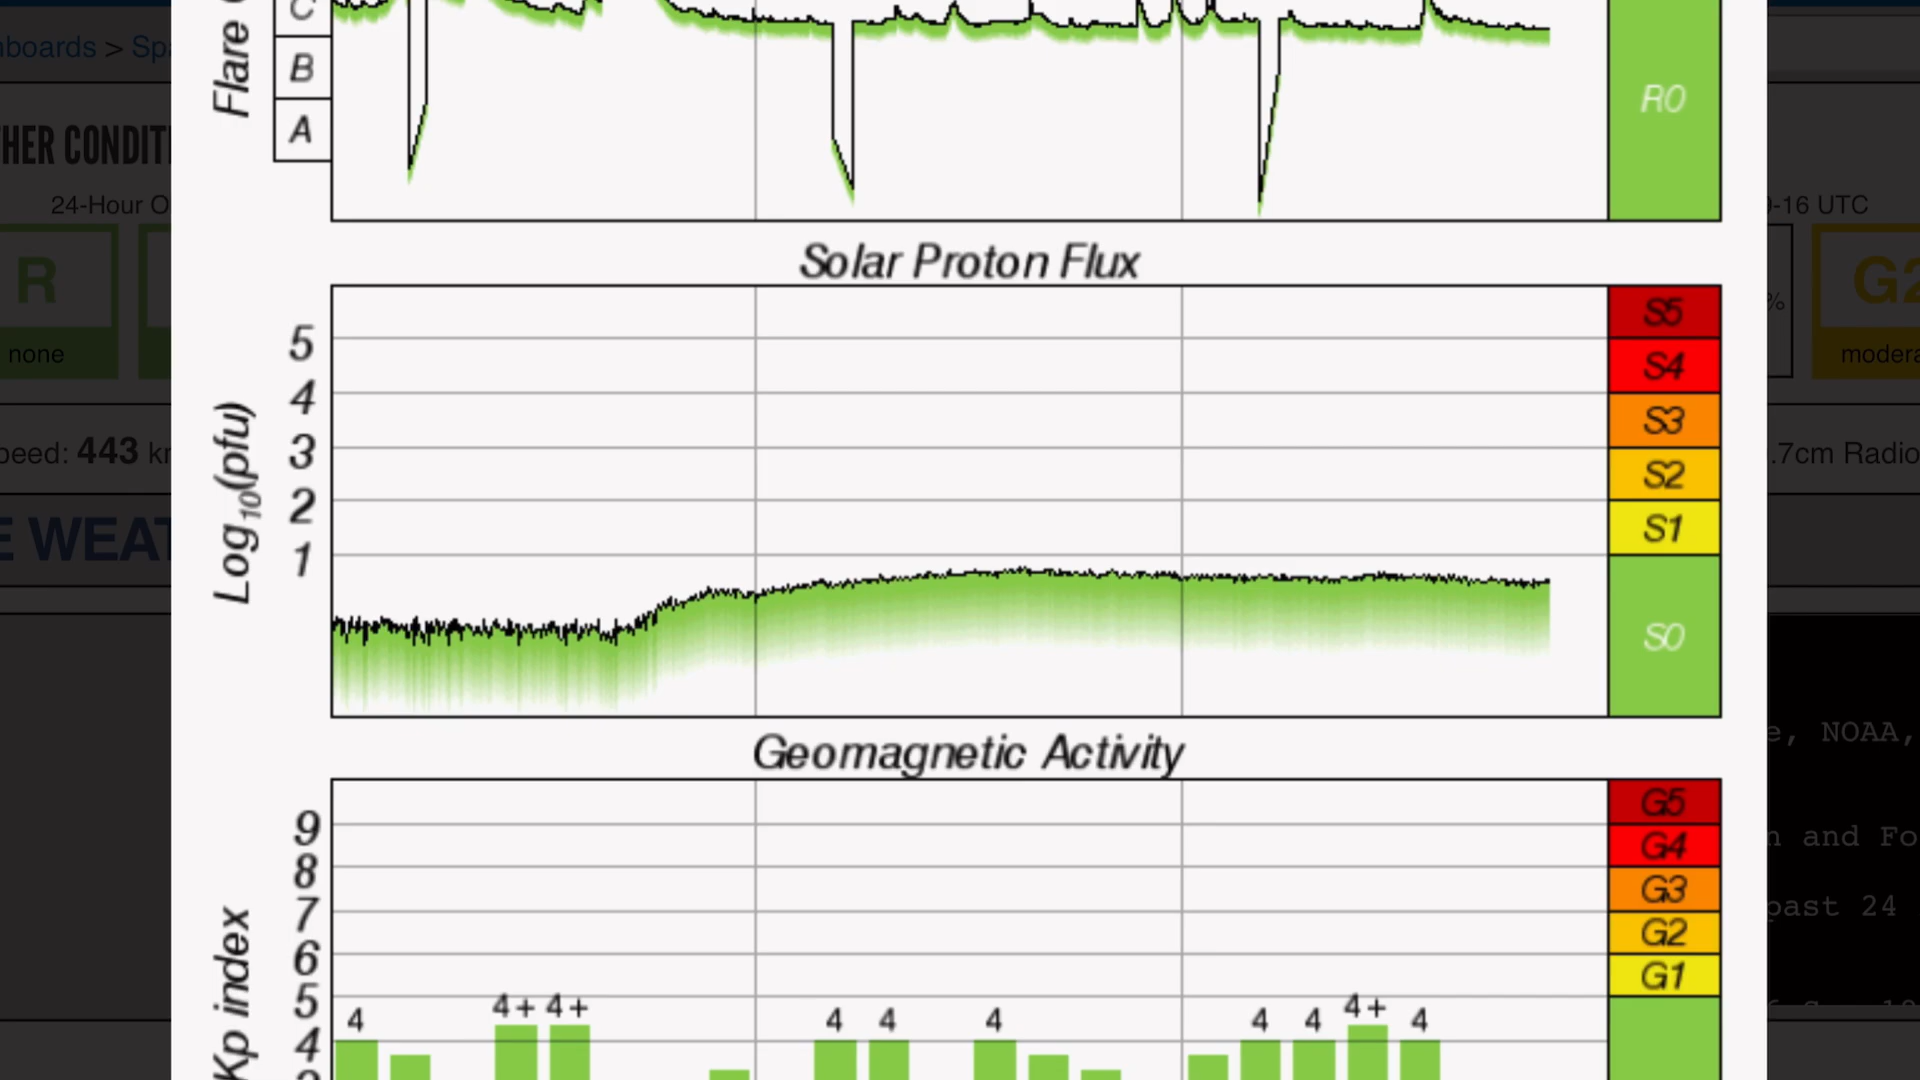 Flare
C
B
A
R0
boards > Sp
HER CONDIT
24-Hour O
R
none
peed: 443 k
E WEAT
9-16 UTC
%
G2
modera
.7cm Radio
Solar Proton Flux
Log10(pfu)
5
4
3
2
1
S5
S4
S3
S2
S1
S0
e, NOAA,
n and Fo
past 24
Geomagnetic Activity
Kp index
9
8
7
6
5
4
4
4+
4+
4
4
4
4
4
4+
4
G5
G4
G3
G2
G1